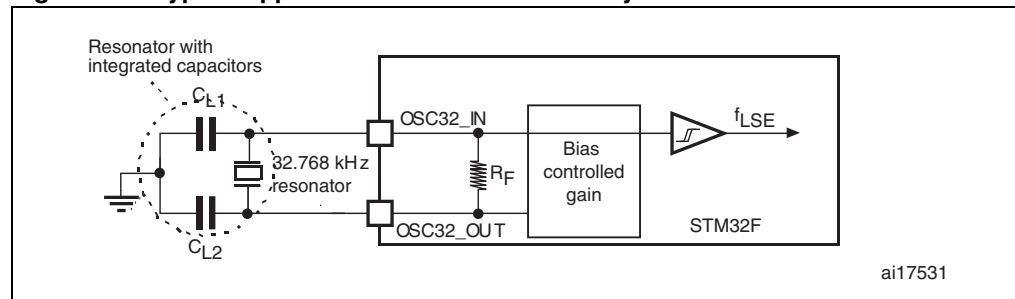 Resonator with
integrated capacitors
CL1
OSC32_IN
fLSE
32.768 kHz
resonator
RF
Bias
controlled
gain
OSC32_OUT
STM32F
CL2
ai17531